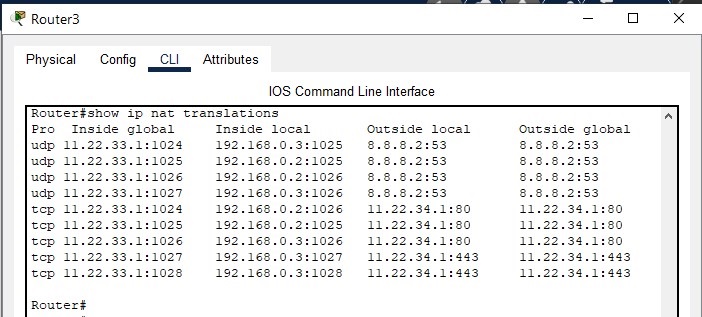 Router3
Physical Config CLI Attributes
IOS Command Line Interface
Router#show ip nat translations
Pro  Inside global     Inside local       Outside local      Outside global
udp 11.22.33.1:1024    192.168.0.3:1025   8.8.8.2:53         8.8.8.2:53
udp 11.22.33.1:1025    192.168.0.2:1025   8.8.8.2:53         8.8.8.2:53
udp 11.22.33.1:1026    192.168.0.2:1026   8.8.8.2:53         8.8.8.2:53
udp 11.22.33.1:1027    192.168.0.3:1026   8.8.8.2:53         8.8.8.2:53
tcp 11.22.33.1:1024    192.168.0.2:1026   11.22.34.1:80      11.22.34.1:80
tcp 11.22.33.1:1025    192.168.0.3:1025   11.22.34.1:80      11.22.34.1:80
tcp 11.22.33.1:1026    192.168.0.3:1026   11.22.34.1:80      11.22.34.1:80
tcp 11.22.33.1:1027    192.168.0.3:1027   11.22.34.1:443     11.22.34.1:443
tcp 11.22.33.1:1028    192.168.0.3:1028   11.22.34.1:443     11.22.34.1:443
Router#